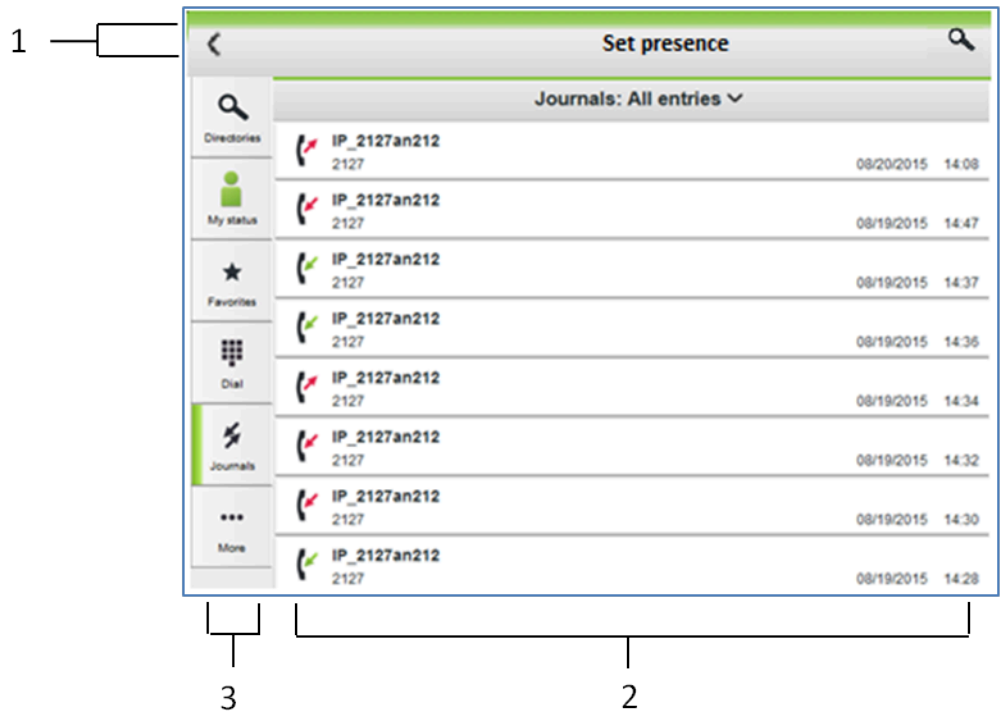 1
Set presence
Journals: All entries
Directories
My status
Favorites
Dial
Journals
More
IP_2127an212
2127 08/20/2015 14:08
IP_2127an212
2127 08/19/2015 14:47
IP_2127an212
2127 08/19/2015 14:37
IP_2127an212
2127 08/19/2015 14:36
IP_2127an212
2127 08/19/2015 14:34
IP_2127an212
2127 08/19/2015 14:32
IP_2127an212
2127 08/19/2015 14:30
IP_2127an212
2127 08/19/2015 14:28
3
2